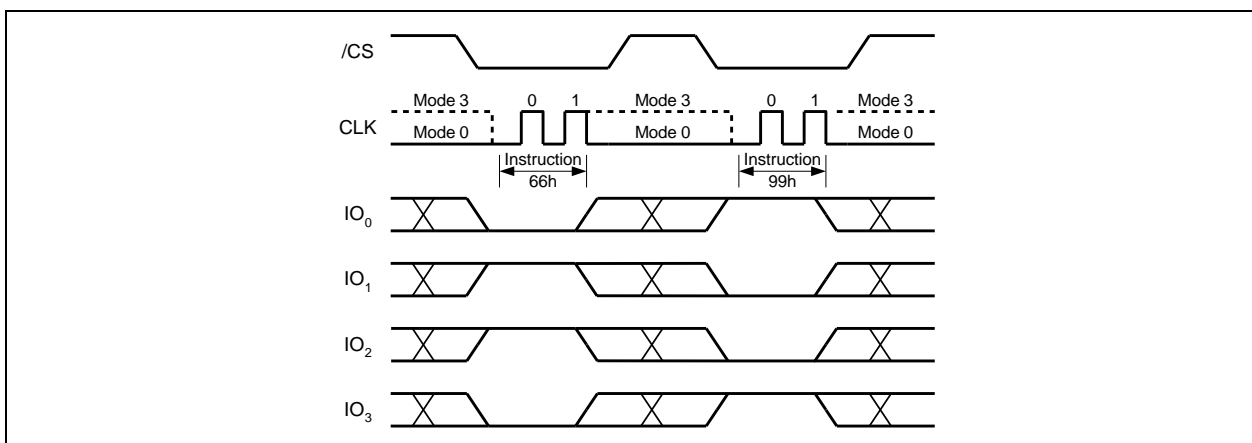 /CS
Mode 3 0 1 Mode 3 0 1 Mode 3
CLK
Mode 0 Mode 0 Mode 0
Instruction Instruction
66h 99h
IO0
IO1
IO2
IO3